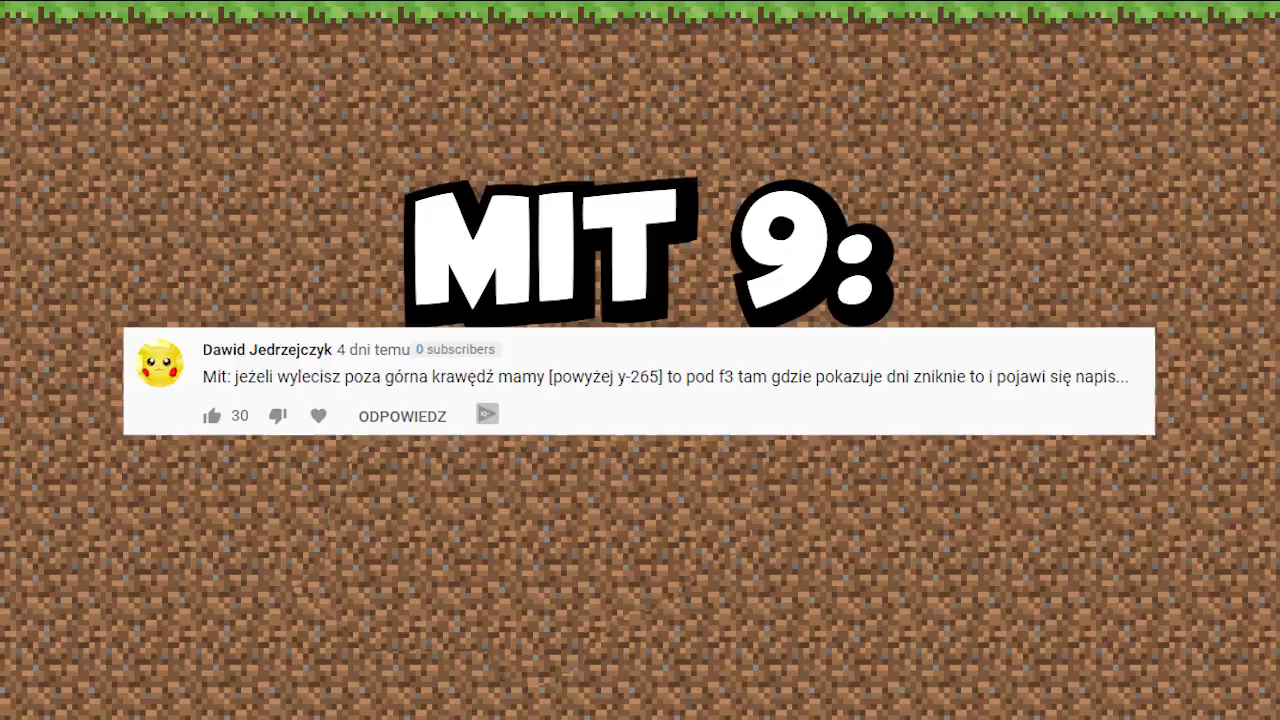 MIT 9:
Dawid Jedrzejczyk 4 dni temu 0 subscribers
Mit: jeżeli wylecisz poza górna krawędź mamy [powyżej y-265] to pod f3 tam gdzie pokazuje dni zniknie to i pojawi się napis...
30 ODPOWIEDZ